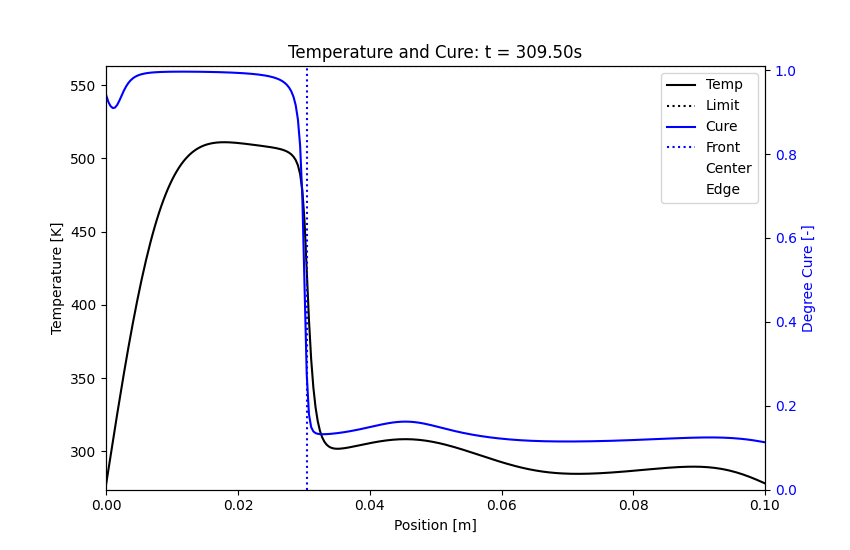 Temperature and Cure: t = 309.50s
Temp
Limit
Cure
Front
Center
Edge
Temperature [K]
550
500
450
400
350
300
Degree Cure [-]
1.0
0.8
0.6
0.4
0.2
0.0
0.00 0.02 0.04 0.06 0.08 0.10
Position [m]